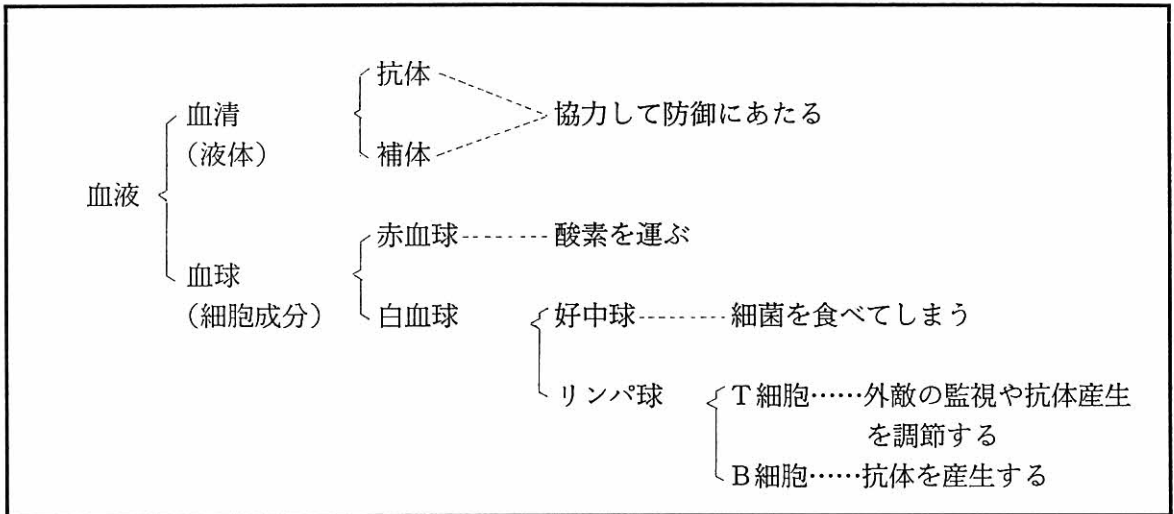 抗体
血清
協力して防御にあたる
（液体）
補体
血液
赤血球--------酸素を運ぶ
血球
（細胞成分）
白血球
好中球--------細菌を食べてしまう
リンパ球
T細胞……外敵の監視や抗体産生
を調節する
B細胞……抗体を産生する